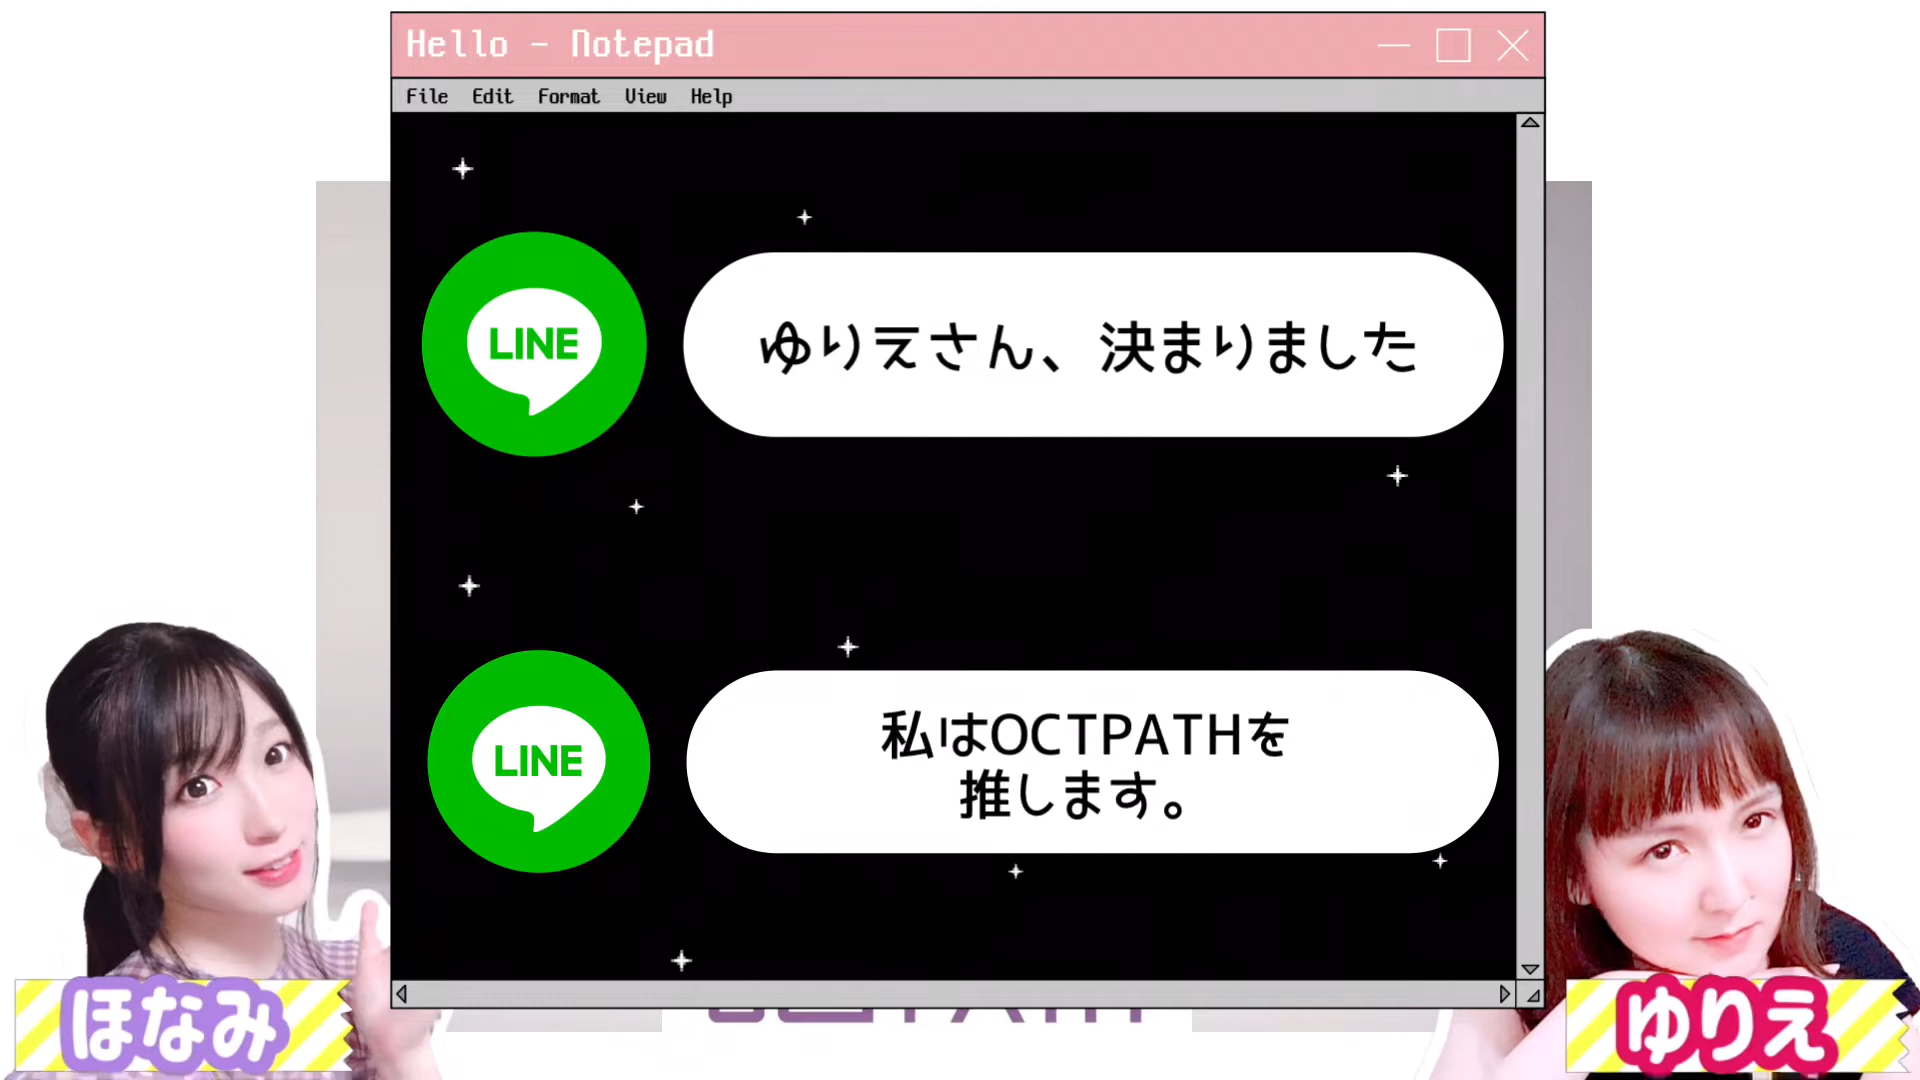 Hello - Notepad
File Edit Format View Help
LINE
ゆりえさん、決まりました
LINE
私はOCTPATHを
推します。
ほなみ
ゆりえ